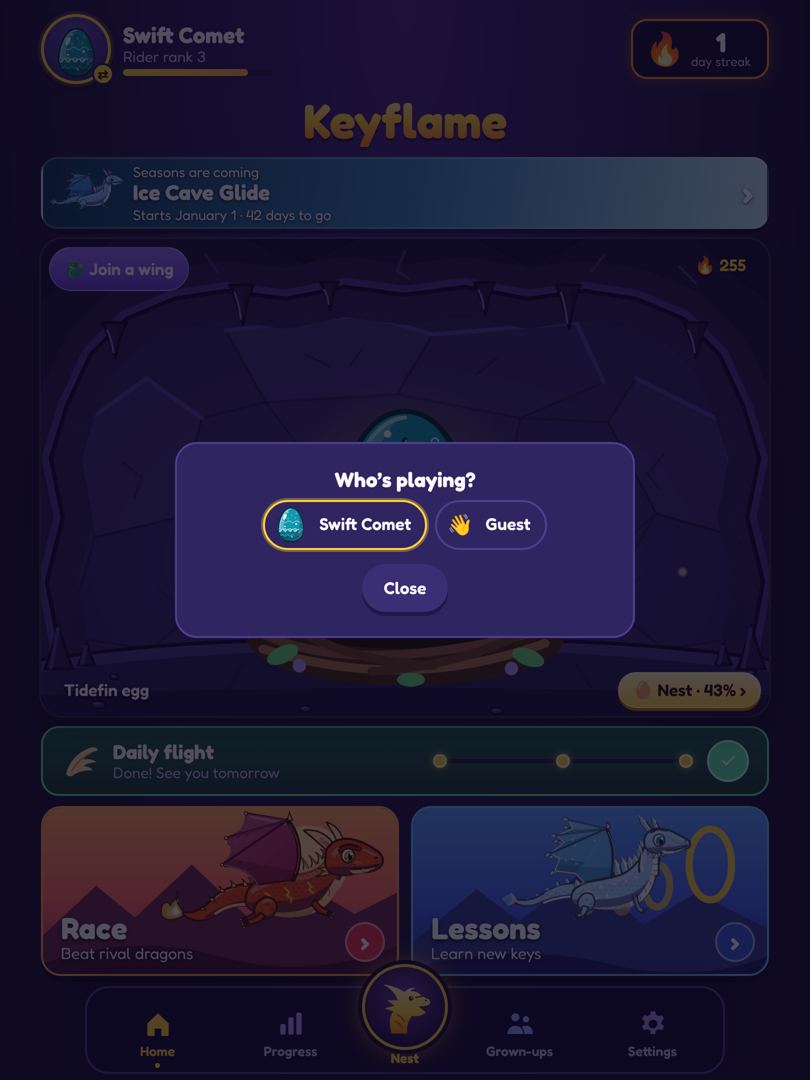 Swift Comet
Rider rank 3
1
day streak
Keyflame
Seasons are coming
Ice Cave Glide
Starts January 1 · 42 days to go
Join a wing
255
Who's playing?
Swift Comet
Guest
Close
Tidefin egg
Nest · 43% ›
Daily flight
Done! See you tomorrow
Race
Beat rival dragons
Lessons
Learn new keys
Home
Progress
Nest
Grown-ups
Settings